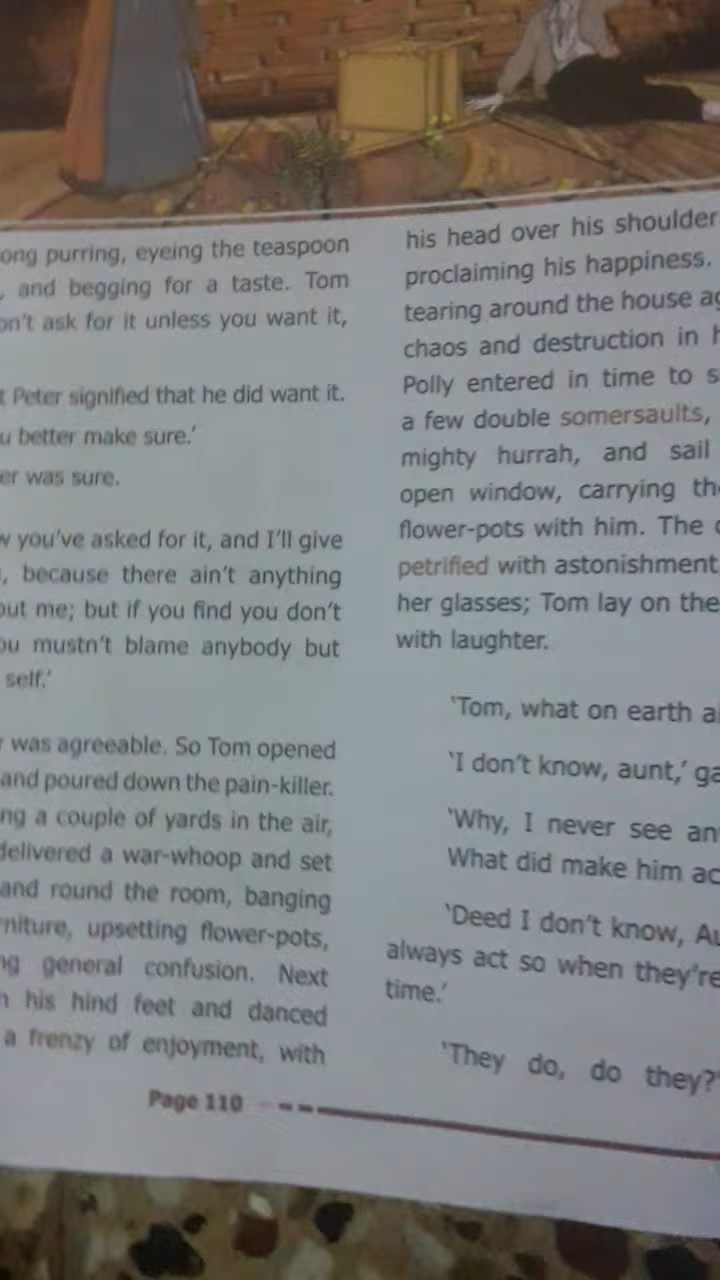 ong purring, eyeing the teaspoon
, and begging for a taste. Tom
on't ask for it unless you want it,
t Peter signified that he did want it.
u better make sure.'
er was sure.
w you've asked for it, and I'll give
, because there ain't anything
out me; but if you find you don't
ou mustn't blame anybody but
self.'
r was agreeable. So Tom opened
and poured down the pain-killer.
ng a couple of yards in the air,
delivered a war-whoop and set
and round the room, banging
rniture, upsetting flower-pots,
ng general confusion. Next
n his hind feet and danced
a frenzy of enjoyment, with
his head over his shoulder
proclaiming his happiness.
tearing around the house ag
chaos and destruction in h
Polly entered in time to s
a few double somersaults,
mighty hurrah, and sail
open window, carrying the
flower-pots with him. The o
petrified with astonishment
her glasses; Tom lay on the
with laughter.
'Tom, what on earth a
'I don't know, aunt,' ga
'Why, I never see an
What did make him ac
'Deed I don't know, Au
always act so when they're
time.'
'They do, do they?'
Page 110